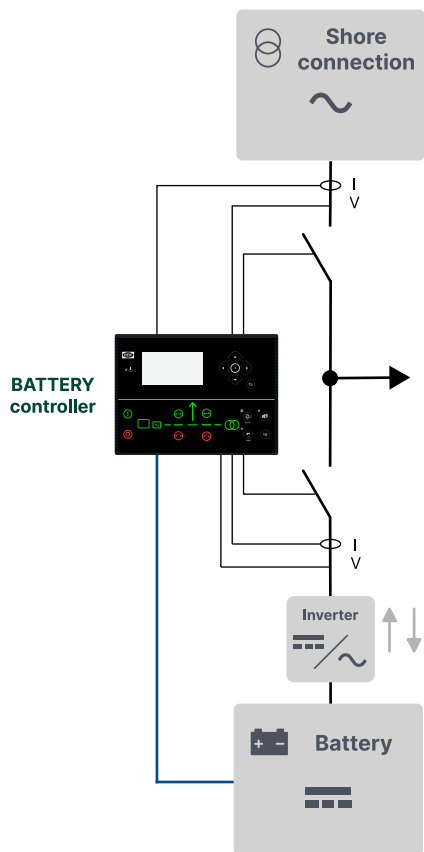 Shore
connection
I
V
BATTERY
controller
I
V
Inverter
Battery